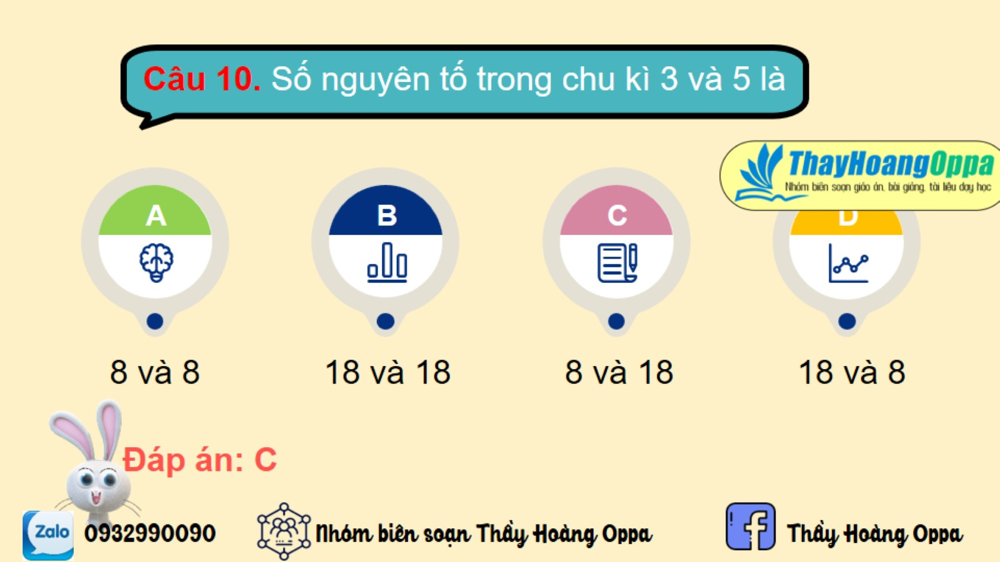 Câu 10. Số nguyên tố trong chu kì 3 và 5 là
ThayHoangOppa
Nhóm biên soạn giáo án, bài giảng, tài liệu dạy học
A
B
C
D
8 và 8
18 và 18
8 và 18
18 và 8
Đáp án: C
Zalo
0932990090
Nhóm biên soạn Thầy Hoàng Oppa
Thầy Hoàng Oppa